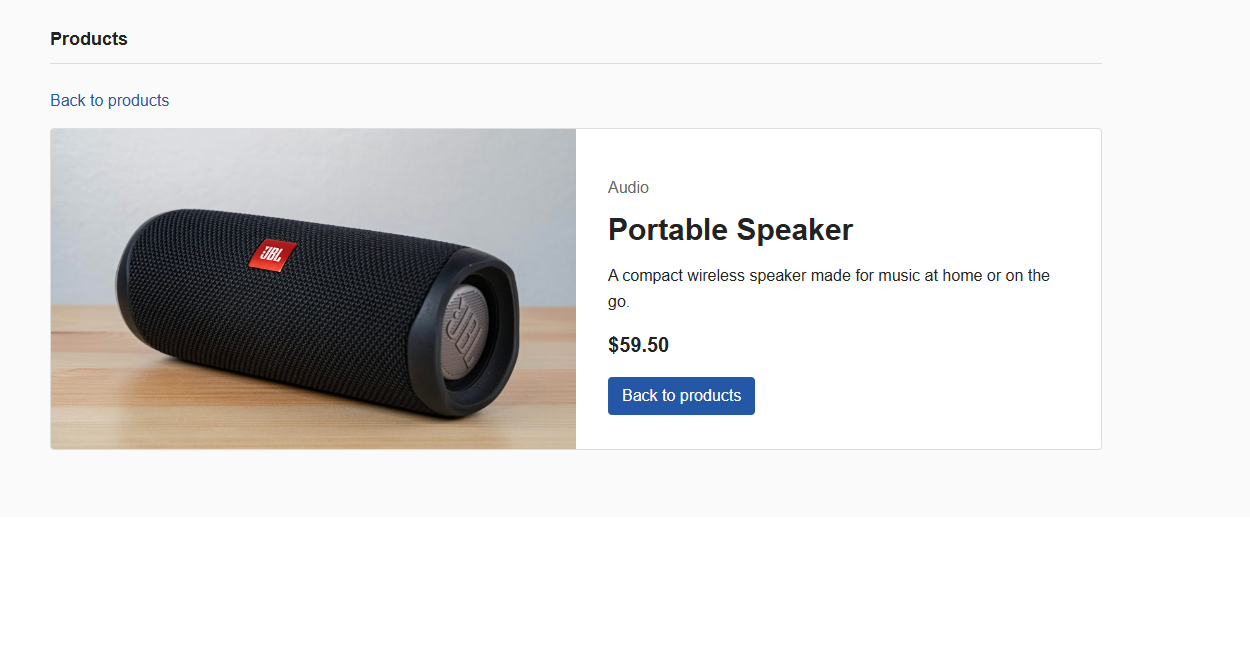 Products
Back to products
JBL
Audio
Portable Speaker
A compact wireless speaker made for music at home or on the
go.
$59.50
Back to products